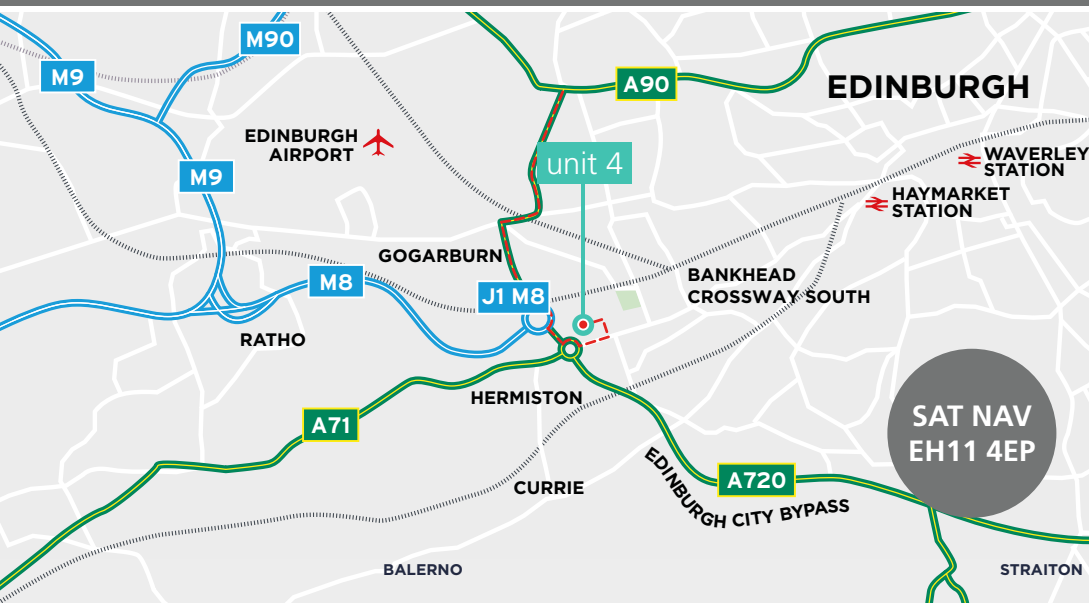 M90
M9
A90
EDINBURGH
EDINBURGH
AIRPORT
unit 4
WAVERLEY
STATION
M9
HAYMARKET
STATION
GOGARBURN
M8
J1 M8
BANKHEAD
CROSSWAY SOUTH
RATHO
HERMISTON
A71
SAT NAV
EH11 4EP
CURRIE
A720
EDINBURGH CITY BYPASS
BALERNO
STRAITON